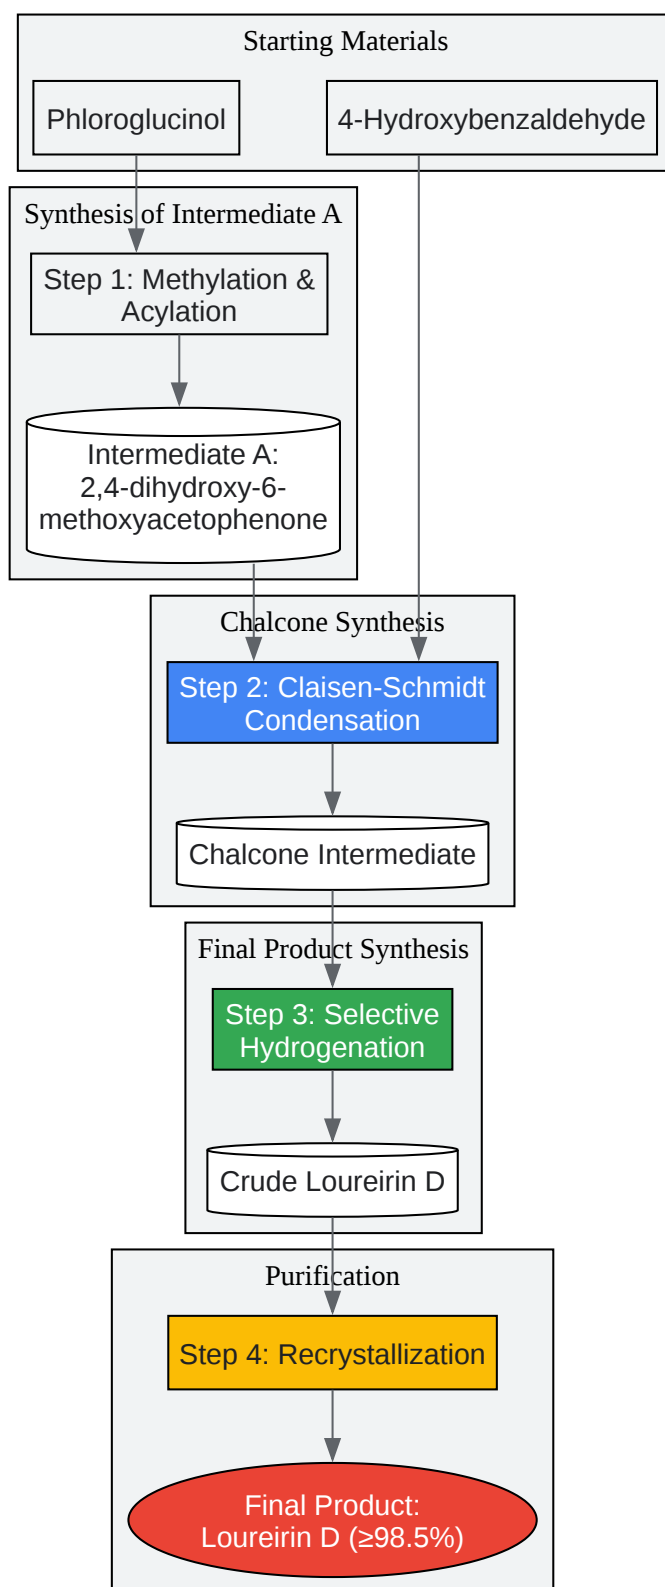 Starting Materials
Phloroglucinol
4-Hydroxybenzaldehyde
Synthesis of Intermediate A
Step 1: Methylation &
Acylation
Intermediate A:
2,4-dihydroxy-6-
methoxyacetophenone
Chalcone Synthesis
Step 2: Claisen-Schmidt
Condensation
Chalcone Intermediate
Final Product Synthesis
Step 3: Selective
Hydrogenation
Crude Loureirin D
Purification
Step 4: Recrystallization
Final Product:
Loureirin D (≥98.5%)